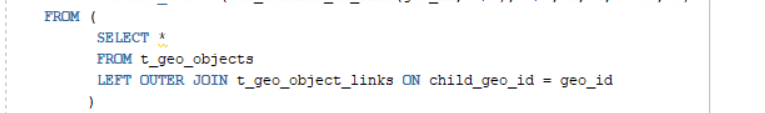 FROM (
SELECT *
FROM t_geo_objects
LEFT OUTER JOIN t_geo_object_links ON child_geo_id = geo_id
)